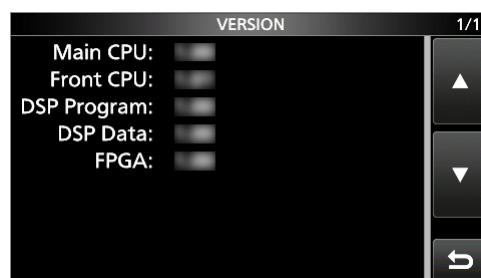 VERSION 1/1
Main CPU:
Front CPU:
DSP Program:
DSP Data:
FPGA: